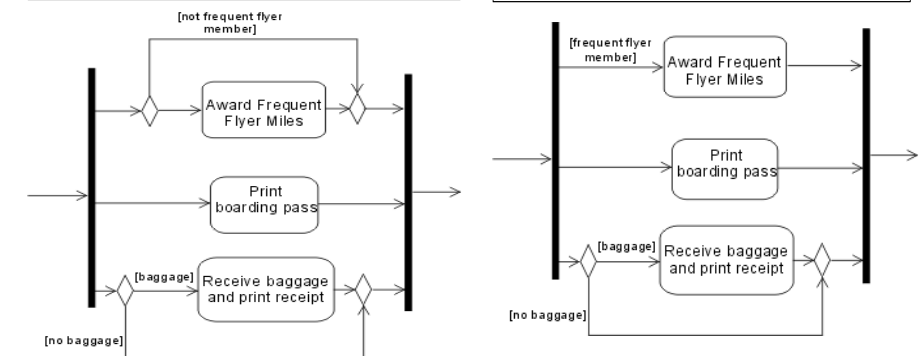 [not frequent flyer
member]
Award Frequent
Flyer Miles
Print
boarding pass
[baggage]
Receive baggage
and print receipt
[no baggage]
[frequent flyer
member]
Award Frequent
Flyer Miles
Print
boarding pass
[baggage]
Receive baggage
and print receipt
[no baggage]